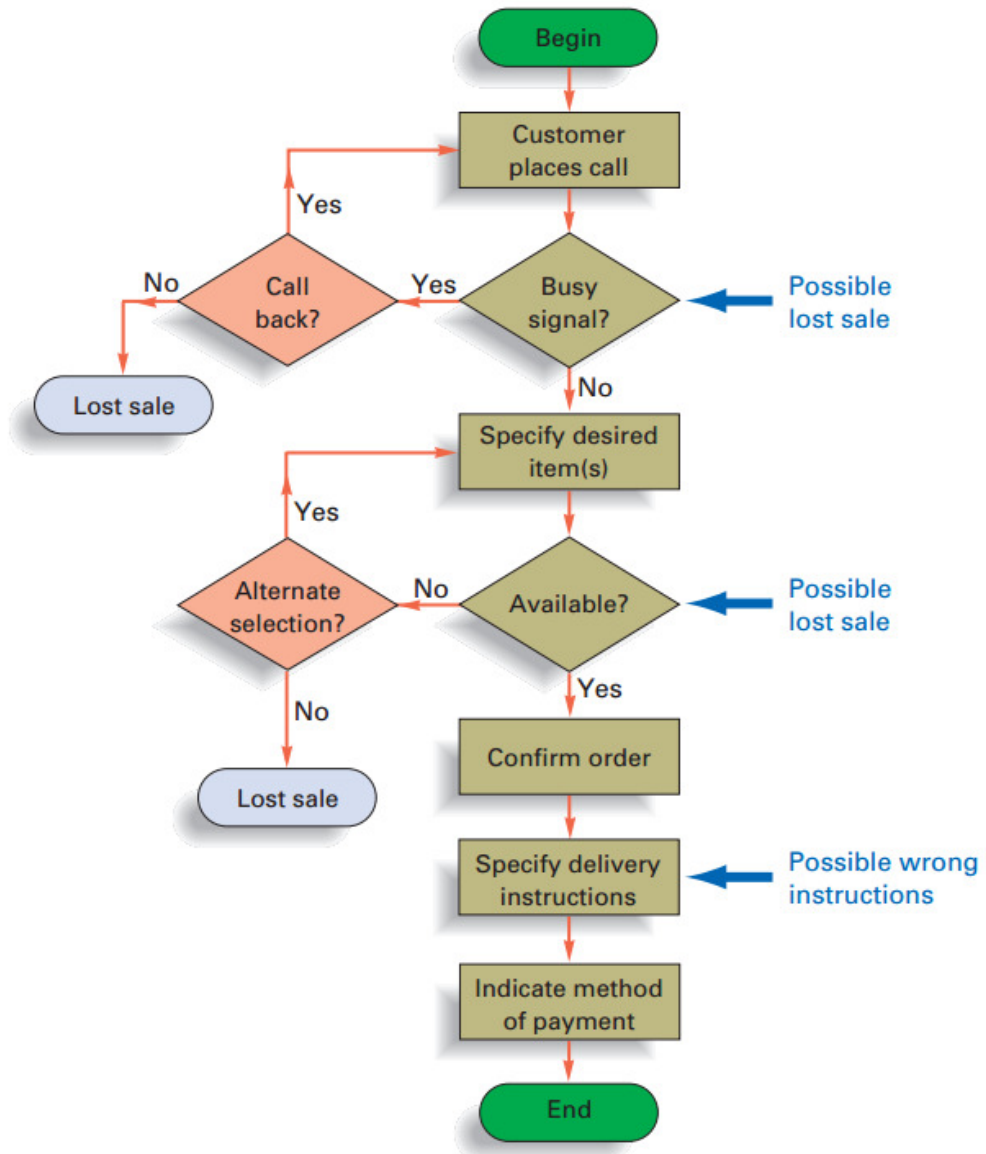 Begin
Customer
places call
Yes
No
Call
back?
Yes
Busy
signal?
Possible
lost sale
Lost sale
No
Specify desired
item(s)
Yes
Alternate
selection?
No
Available?
Possible
lost sale
No
Yes
Confirm order
Lost sale
Specify delivery
instructions
Possible wrong
instructions
Indicate method
of payment
End